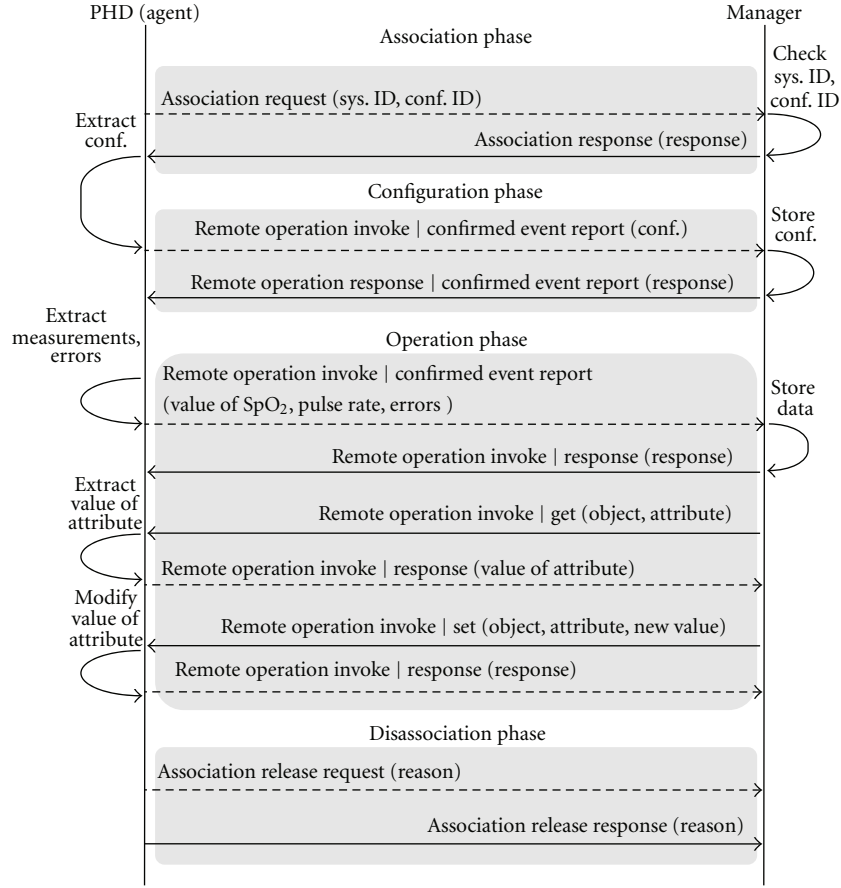 PHD (agent)
Manager
Association phase
Check
sys. ID,
conf. ID
Association request (sys. ID, conf. ID)
Extract
conf.
Association response (response)
Configuration phase
Remote operation invoke | confirmed event report (conf.)
Store
conf.
Remote operation response | confirmed event report (response)
Extract
measurements,
errors
Operation phase
Remote operation invoke | confirmed event report
(value of SpO₂, pulse rate, errors )
Store
data
Remote operation invoke | response (response)
Extract
value of
attribute
Remote operation invoke | get (object, attribute)
Remote operation invoke | response (value of attribute)
Modify
value of
attribute
Remote operation invoke | set (object, attribute, new value)
Remote operation invoke | response (response)
Disassociation phase
Association release request (reason)
Association release response (reason)